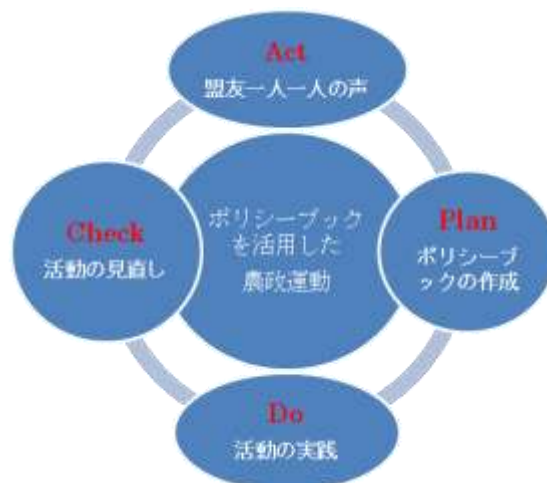 Act
盟友一人一人の声
Check
活動の見直し
ポリシーブック
を活用した
農政運動
Plan
ポリシーブ
ックの作成
Do
活動の実践